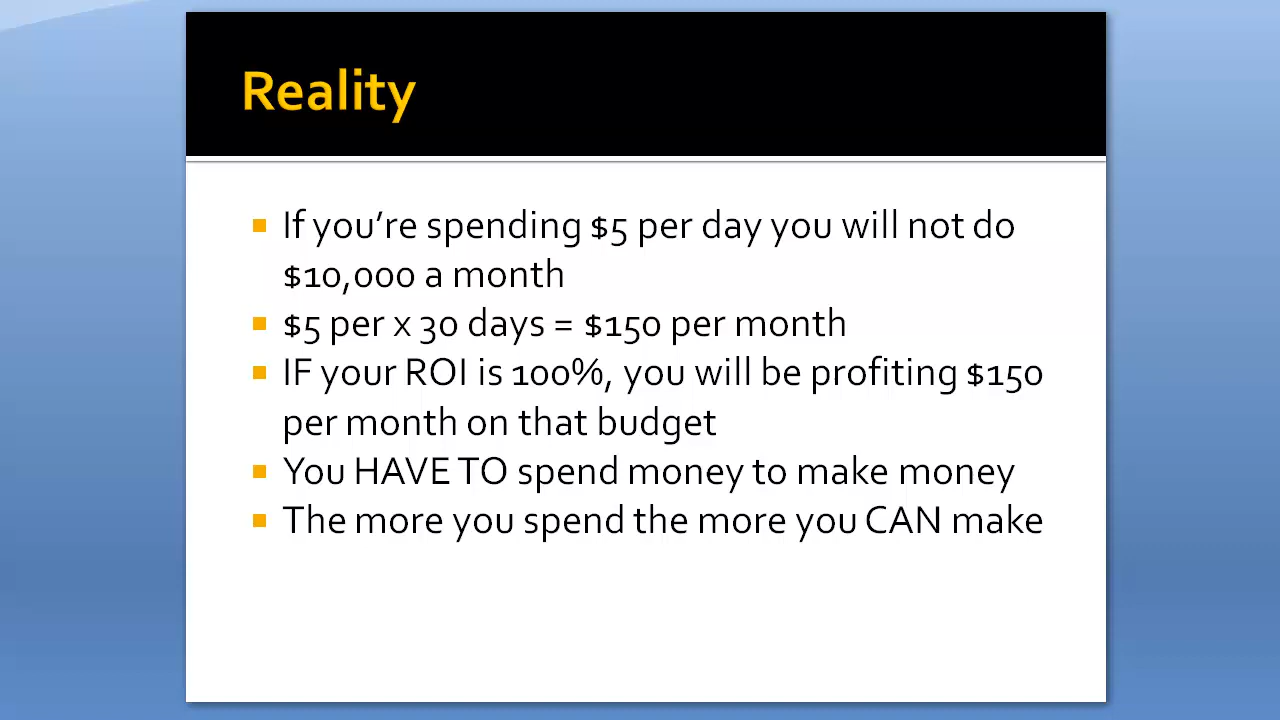 Reality
If you’re spending $5 per day you will not do
$10,000 a month
$5 per x 30 days = $150 per month
IF your ROI is 100%, you will be profiting $150
per month on that budget
You HAVE TO spend money to make money
The more you spend the more you CAN make